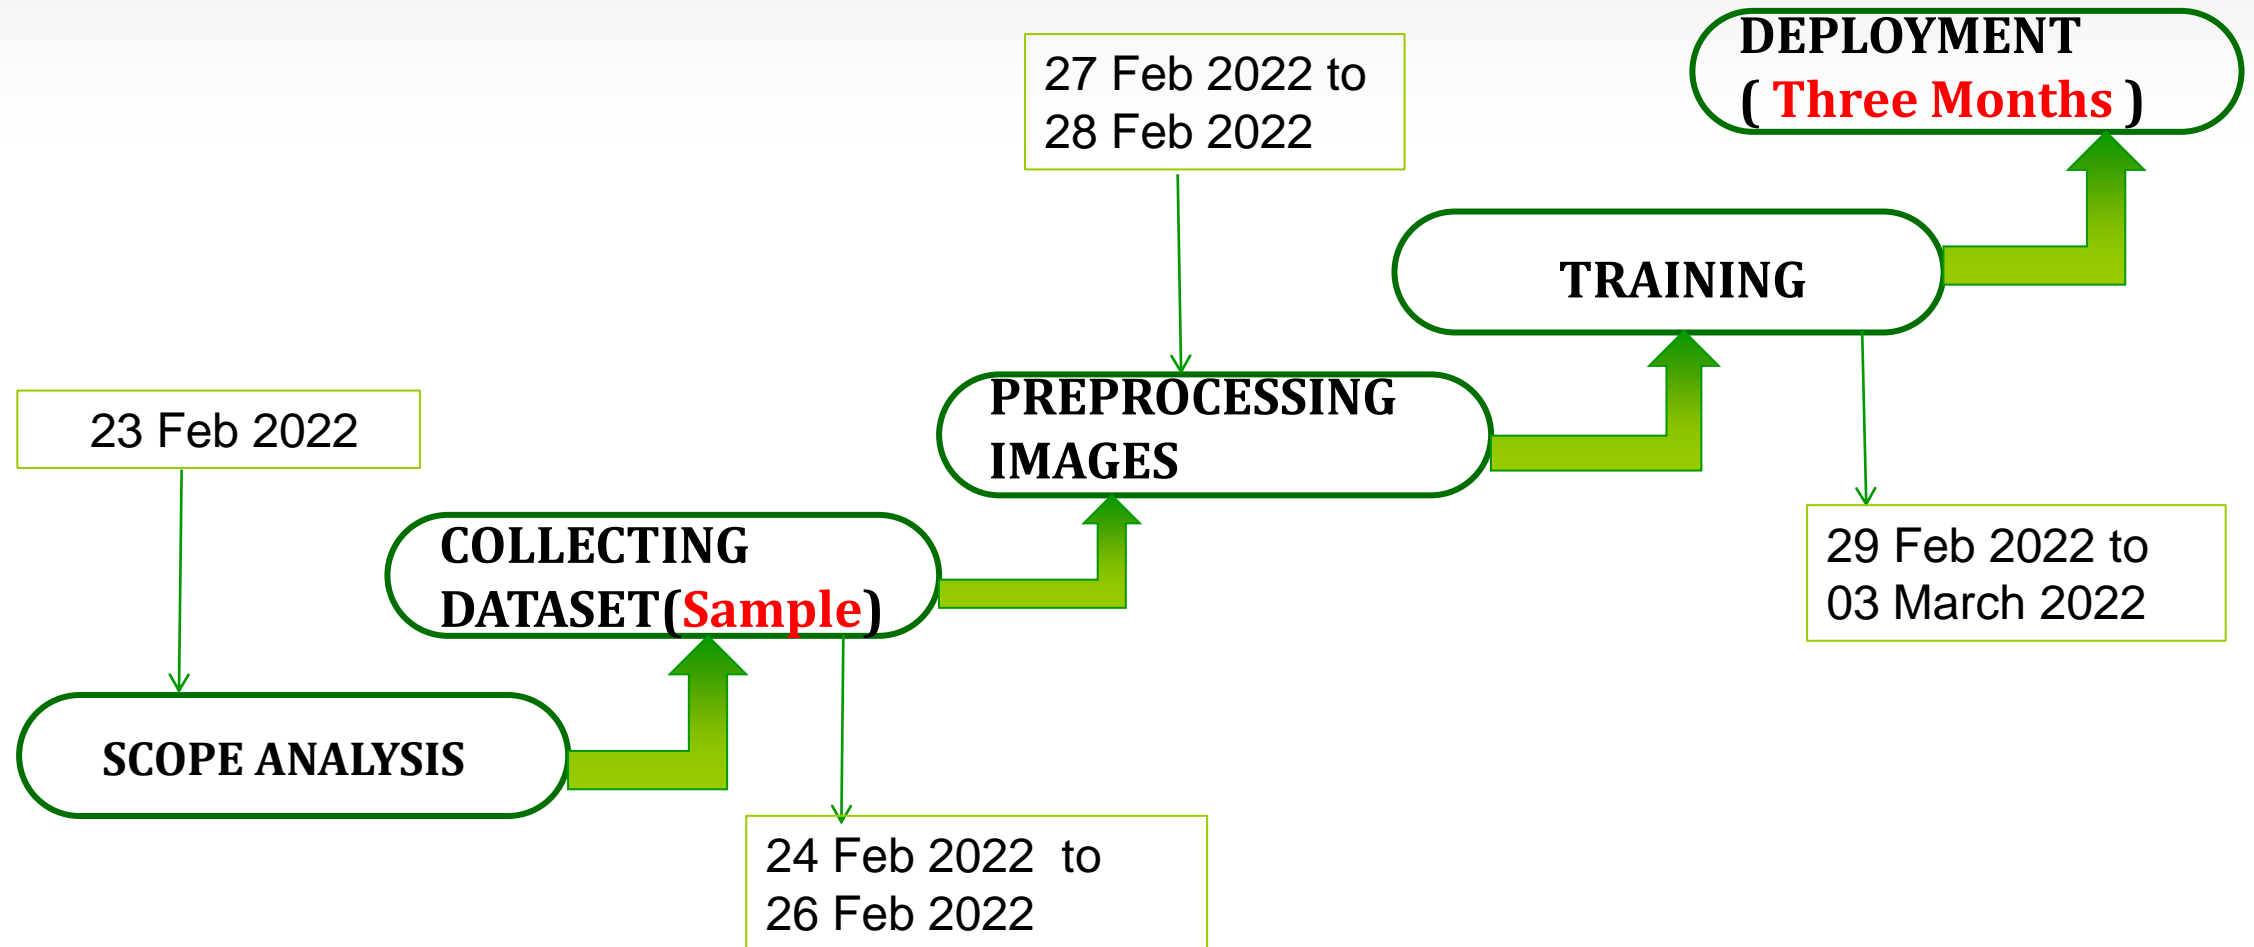 DEPLOYMENT
( Three Months )
27 Feb 2022 to
28 Feb 2022
TRAINING
PREPROCESSING
IMAGES
23 Feb 2022
COLLECTING
DATASET(Sample)
29 Feb 2022 to
03 March 2022
SCOPE ANALYSIS
24 Feb 2022  to
26 Feb 2022